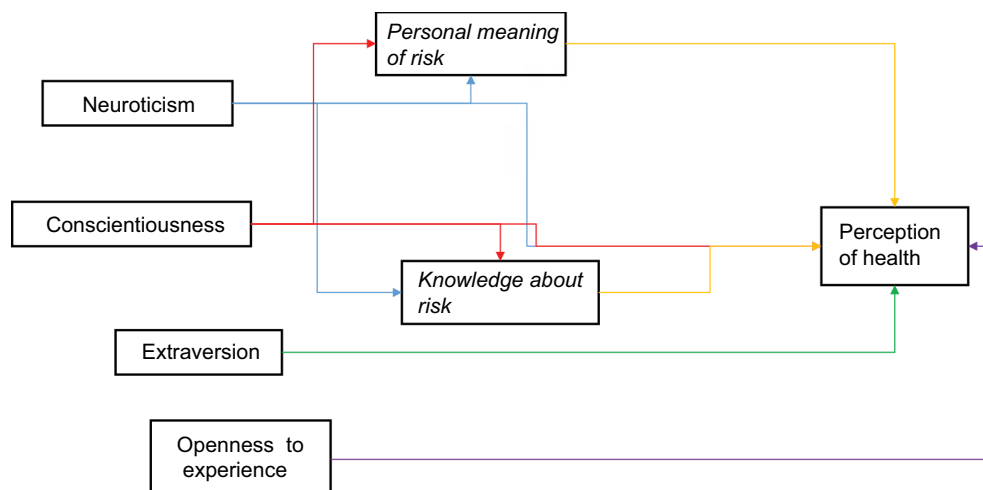 Personal meaning
of risk
Neuroticism
Conscientiousness
Perception
of health
Knowledge about
risk
Extraversion
Openness to
experience